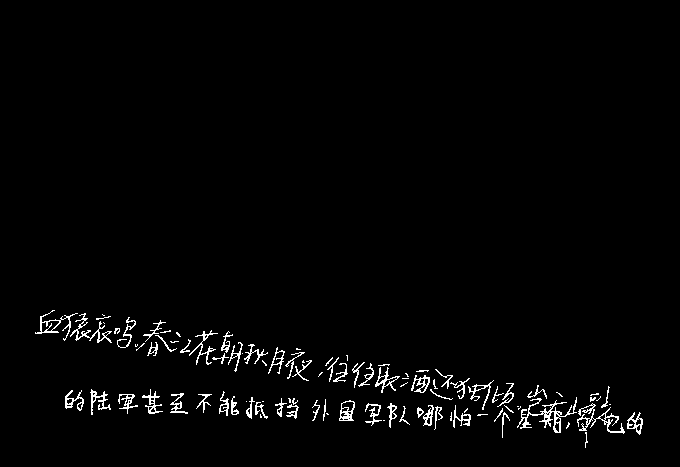 血猿哀鸣。春江花朝秋月夜,往往取酒还独倾。岂
的陆军甚至不能抵挡外国军队哪怕一个星期,